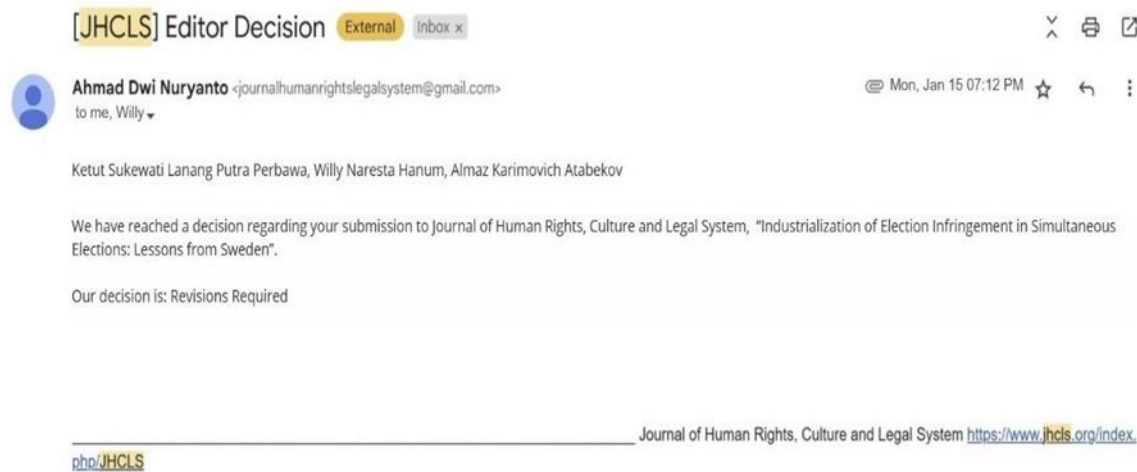 [JHCLS] Editor Decision External Inbox ×
Ahmad Dwi Nuryanto <journalhumanrightslegalsystem@gmail.com> Mon, Jan 15 07:12 PM
to me, Willy
Ketut Sukewati Lanang Putra Perbawa, Willy Naresta Hanum, Almaz Karimovich Atabekov
We have reached a decision regarding your submission to Journal of Human Rights, Culture and Legal System, "Industrialization of Election Infringement in Simultaneous
Elections: Lessons from Sweden".
Our decision is: Revisions Required
Journal of Human Rights, Culture and Legal System https://www.jhcls.org/index.
php/JHCLS